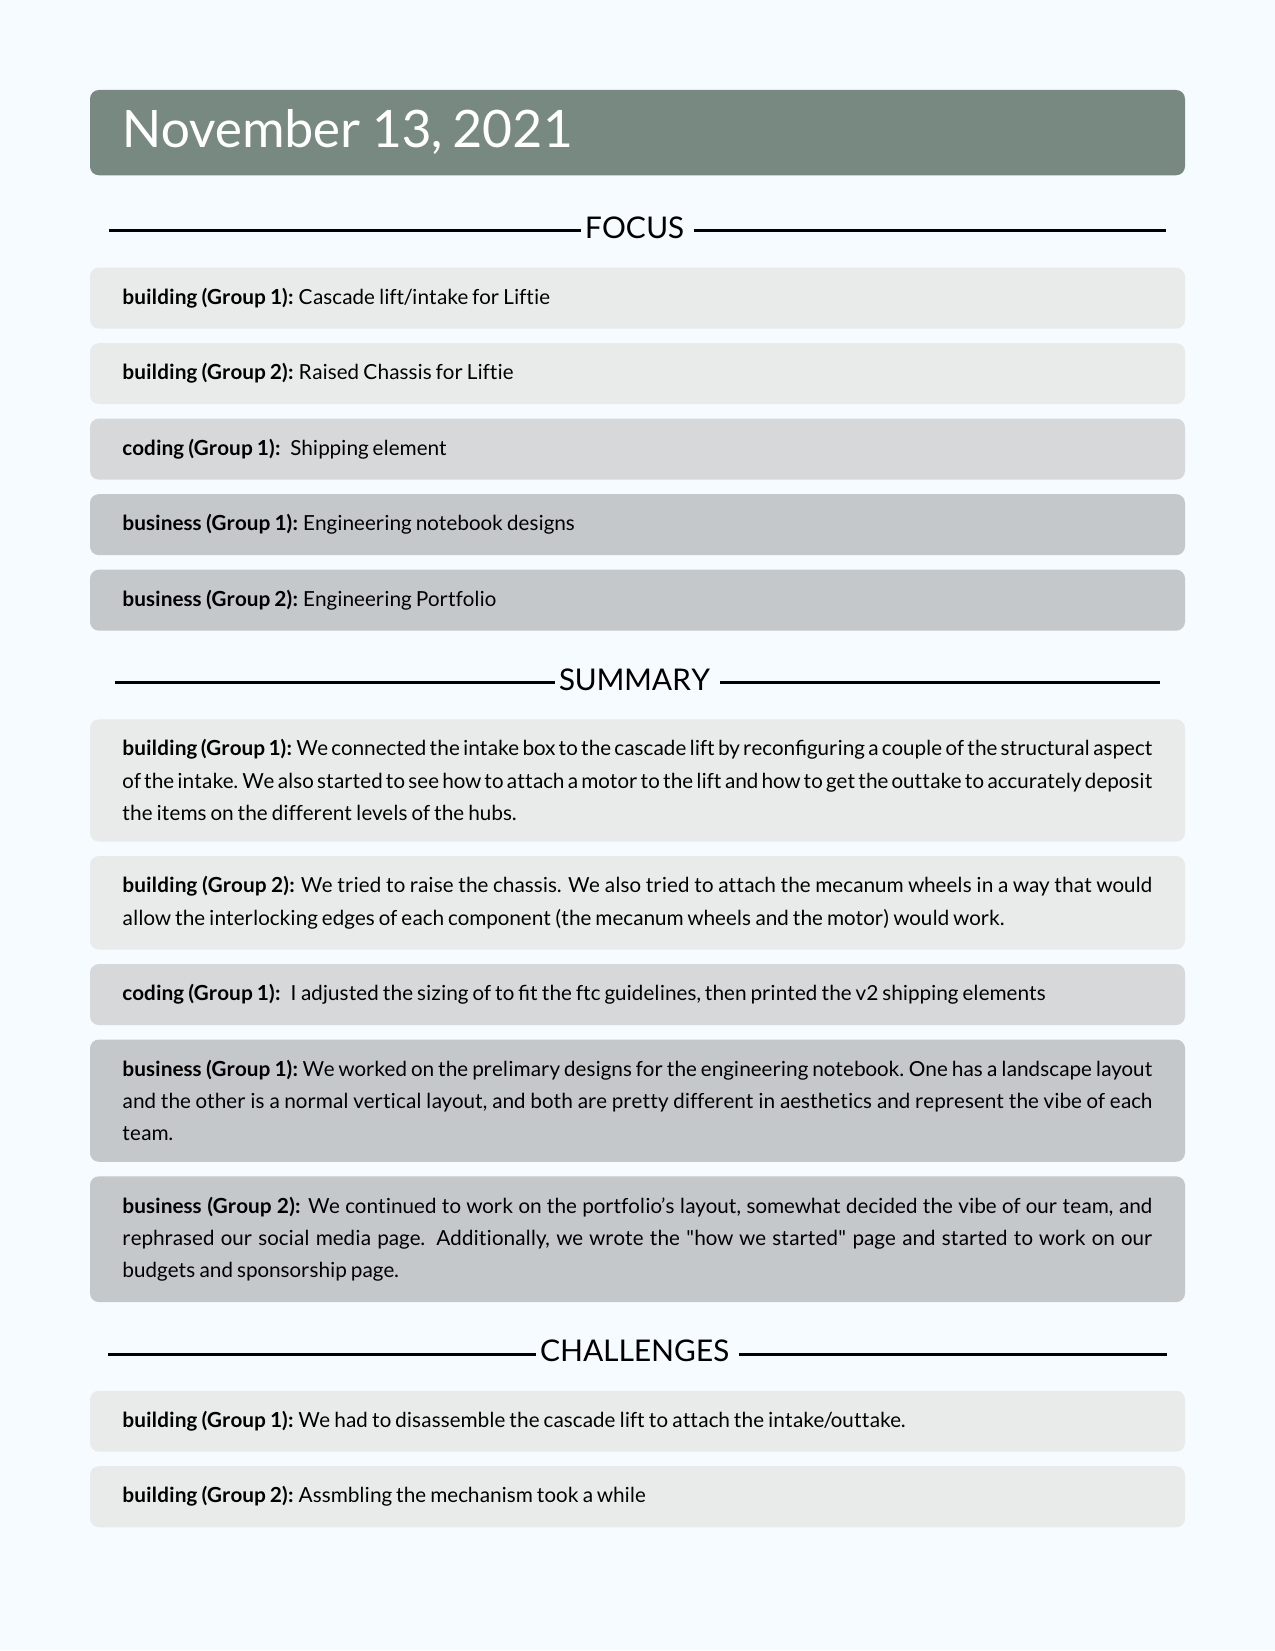 November 13, 2021
FOCUS
building (Group 1): Cascade lift/intake for Liftie
building (Group 2): Raised Chassis for Liftie
coding (Group 1): Shipping element
business (Group 1): Engineering notebook designs
business (Group 2): Engineering Portfolio
SUMMARY
building (Group 1): We connected the intake box to the cascade lift by reconfiguring a couple of the structural aspect
of the intake. We also started to see how to attach a motor to the lift and how to get the outtake to accurately deposit
the items on the different levels of the hubs.
building (Group 2): We tried to raise the chassis. We also tried to attach the mecanum wheels in a way that would
allow the interlocking edges of each component (the mecanum wheels and the motor) would work.
coding (Group 1): I adjusted the sizing of to fit the ftc guidelines, then printed the v2 shipping elements
business (Group 1): We worked on the prelimary designs for the engineering notebook. One has a landscape layout
and the other is a normal vertical layout, and both are pretty different in aesthetics and represent the vibe of each
team.
business (Group 2): We continued to work on the portfolio’s layout, somewhat decided the vibe of our team, and
rephrased our social media page. Additionally, we wrote the "how we started" page and started to work on our
budgets and sponsorship page.
CHALLENGES
building (Group 1): We had to disassemble the cascade lift to attach the intake/outtake.
building (Group 2): Assmbling the mechanism took a while